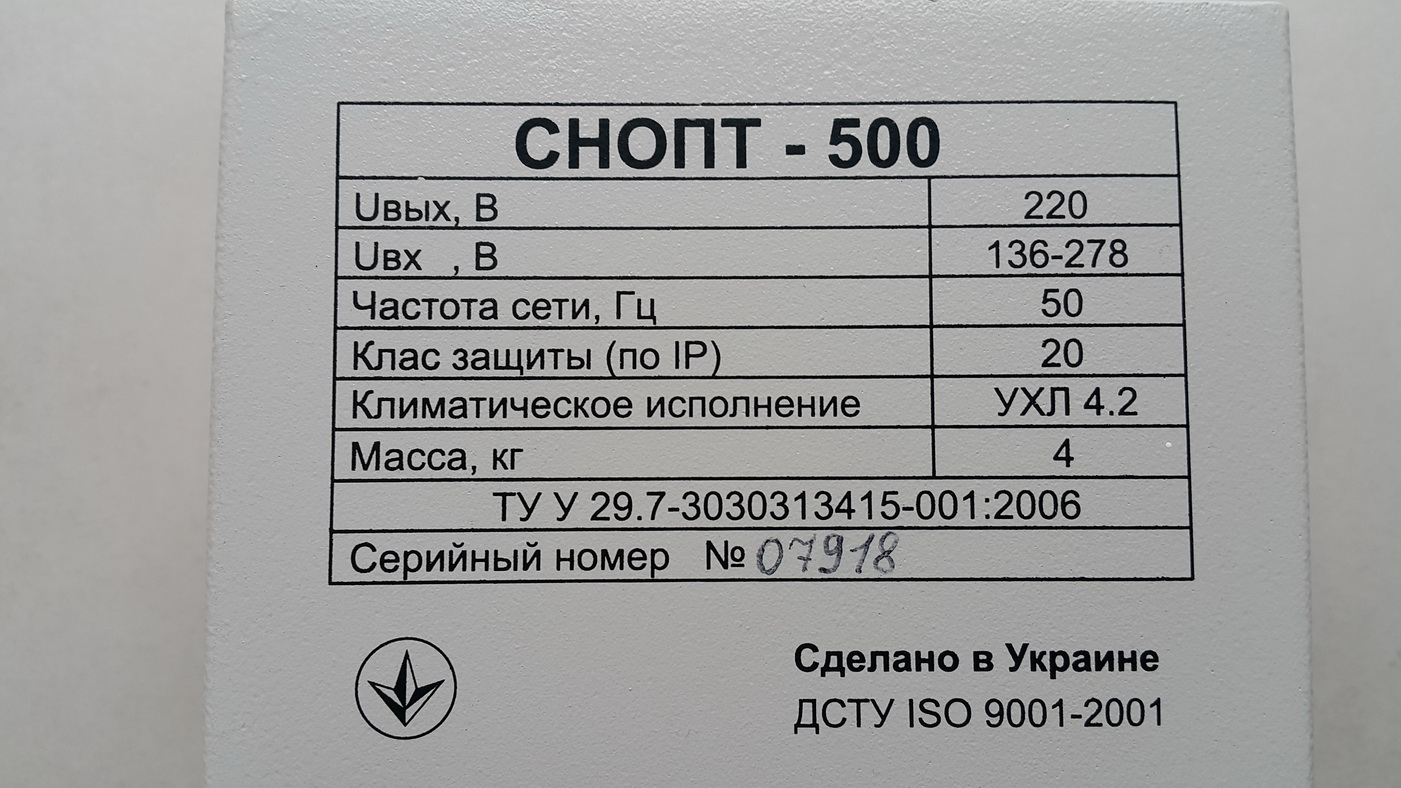 СНОПТ - 500
Uвых, В 220
Uвх , В 136-278
Частота сети, Гц 50
Клас защиты (по IP) 20
Климатическое исполнение УХЛ 4.2
Масса, кг 4
ТУ У 29.7-3030313415-001:2006
Серийный номер № 07918
Сделано в Украине
ДСТУ ISO 9001-2001